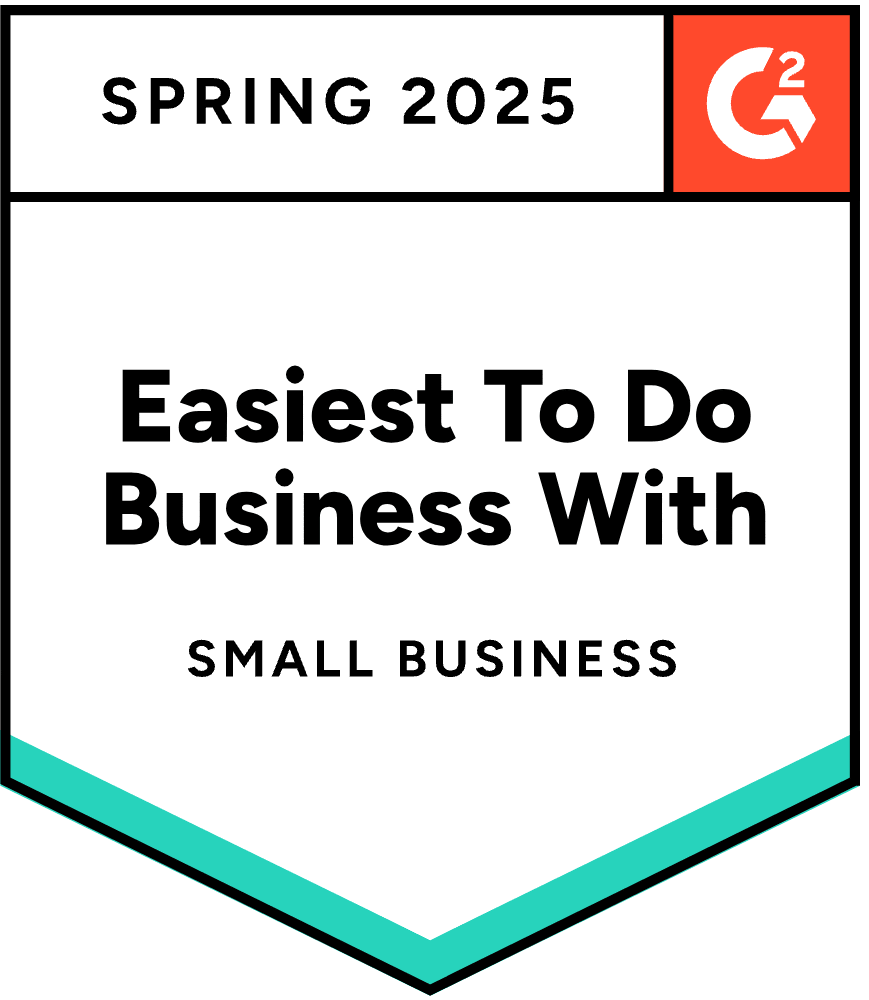 SPRING 2025
G2
Easiest To Do
Business With
SMALL BUSINESS